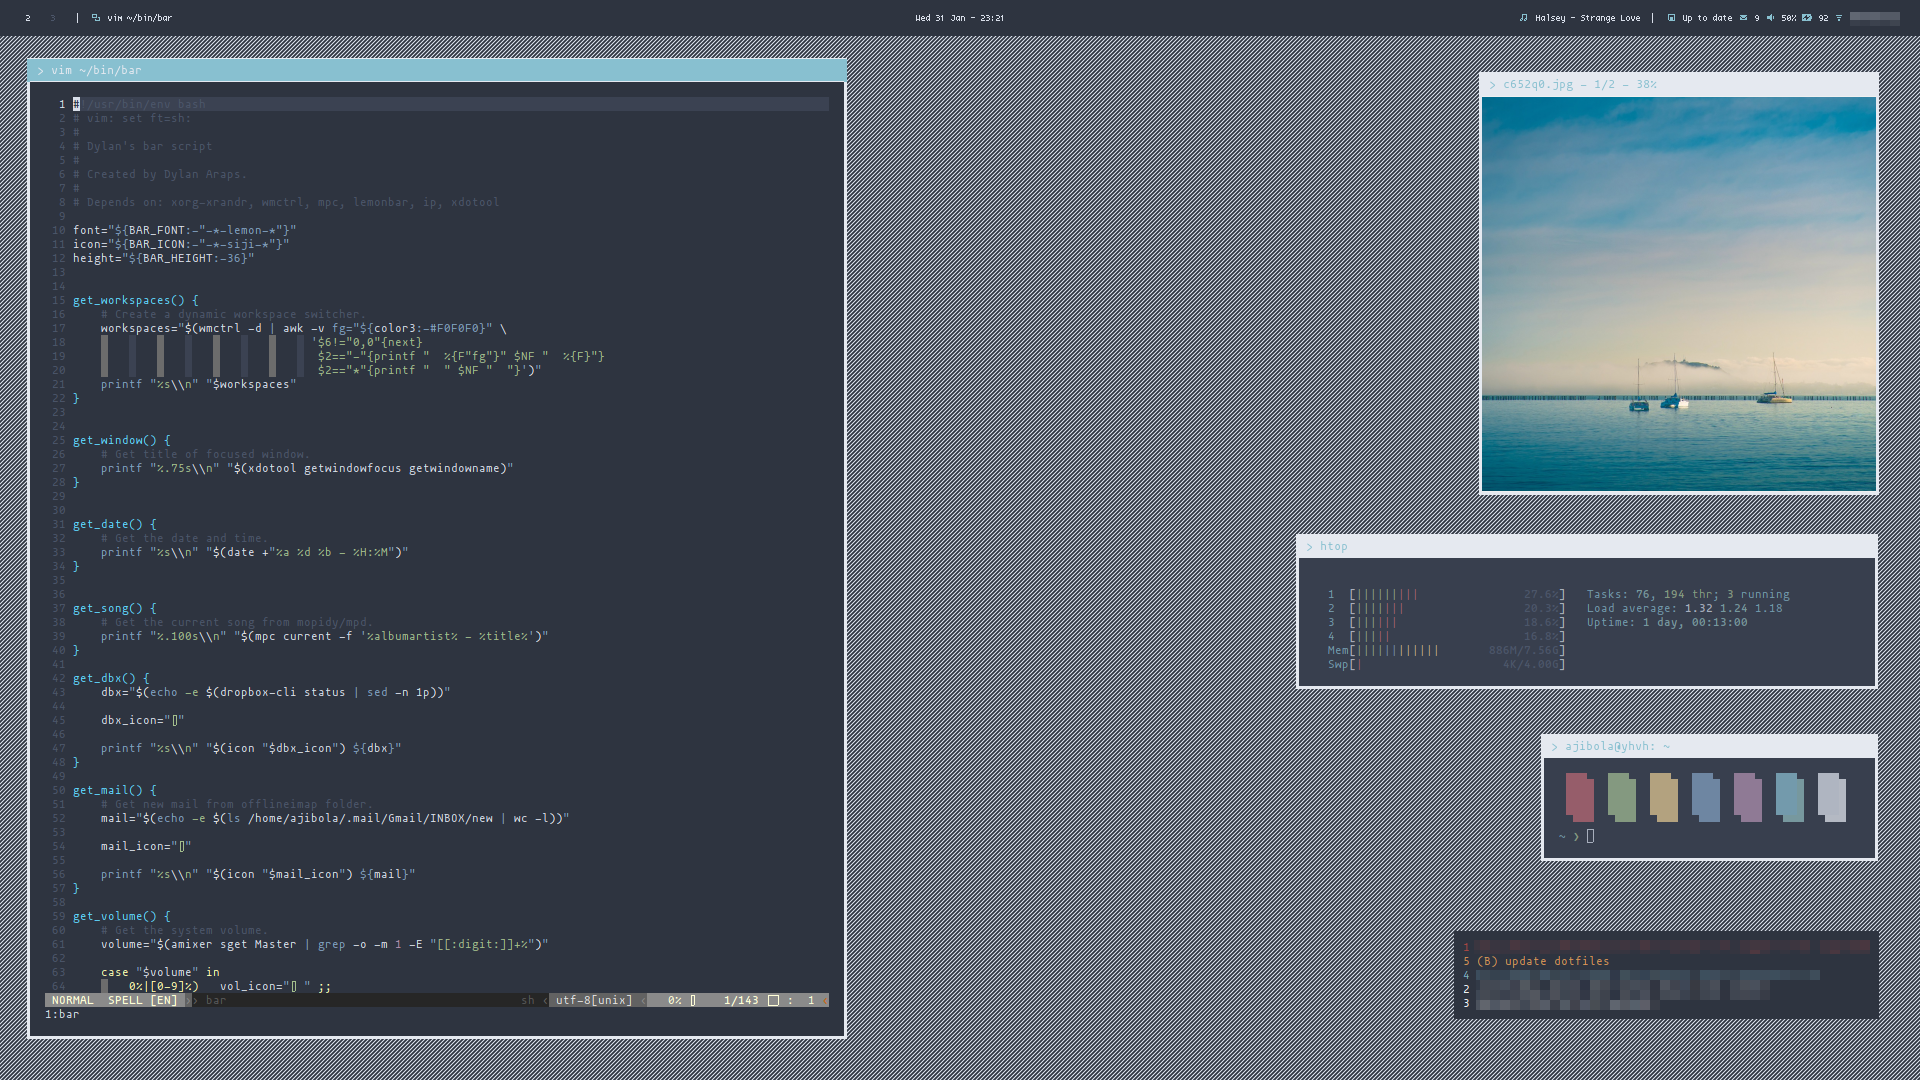 2 3 | vim ~/bin/bar
Wed 31 Jan - 23:21
Halsey - Strange Love | Up to date 9 50% 92
> vim ~/bin/bar
1 #!/usr/bin/env bash
2 # vim: set ft=sh:
3 #
4 # Dylan's bar script
5 #
6 # Created by Dylan Araps.
7 #
8 # Depends on: xorg-xrandr, wmctrl, mpc, lemonbar, ip, xdotool
9
10 font="${BAR_FONT:-"-*-lemon-*"}"
11 icon="${BAR_ICON:-"-*-siji-*"}"
12 height="${BAR_HEIGHT:-36}"
13
14
15 get_workspaces() {
16 # Create a dynamic workspace switcher.
17 workspaces="$(wmctrl -d | awk -v fg="${color3:-#F0F0F0}" \
18 '$6!="0,0"{next}
19 $2=="-"{printf "  %{F"fg"}" $NF "  %{F}"}
20 $2=="*"{printf "  " $NF "  "}')"
21 printf "%s\\n" "$workspaces"
22 }
23
24
25 get_window() {
26 # Get title of focused window.
27 printf "%.75s\\n" "$(xdotool getwindowfocus getwindowname)"
28 }
29
30
31 get_date() {
32 # Get the date and time.
33 printf "%s\\n" "$(date +"%a %d %b - %H:%M")"
34 }
35
36
37 get_song() {
38 # Get the current song from mopidy/mpd.
39 printf "%.100s\\n" "$(mpc current -f '%albumartist% - %title%')"
40 }
41
42 get_dbx() {
43 dbx="$(echo -e $(dropbox-cli status | sed -n 1p))"
44
45 dbx_icon="▯"
46
47 printf "%s\\n" "$(icon "$dbx_icon") ${dbx}"
48 }
49
50 get_mail() {
51 # Get new mail from offlineimap folder.
52 mail="$(echo -e $(ls /home/ajibola/.mail/Gmail/INBOX/new | wc -l))"
53
54 mail_icon="▯"
55
56 printf "%s\\n" "$(icon "$mail_icon") ${mail}"
57 }
58
59 get_volume() {
60 # Get the system volume.
61 volume="$(amixer sget Master | grep -o -m 1 -E "[[:digit:]]+%")"
62
63 case "$volume" in
64 0%|[0-9]%) vol_icon="▯ " ;;
NORMAL SPELL [EN] bar sh utf-8[unix] 0% 1/143 : 1
1:bar
> c652q0.jpg - 1/2 - 38%
> htop
1 [||||||||| 27.6%] Tasks: 76, 194 thr; 3 running
2 [||||||| 20.3%] Load average: 1.32 1.24 1.18
3 [|||||| 18.6%] Uptime: 1 day, 00:13:00
4 [||||| 16.8%]
Mem[|||||||||||| 886M/7.56G]
Swp[| 4K/4.00G]
> ajibola@yhvh: ~
~ ❯
1
5 (B) update dotfiles
4
2
3